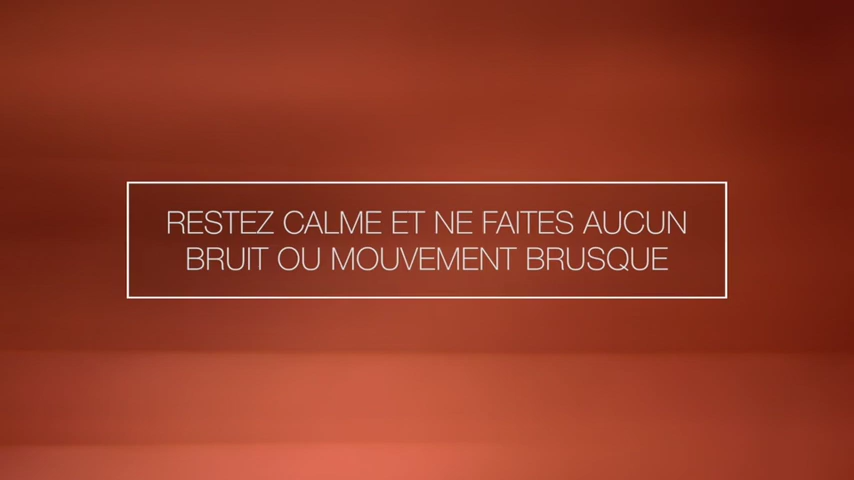 RESTEZ CALME ET NE FAITES AUCUN
BRUIT OU MOUVEMENT BRUSQUE